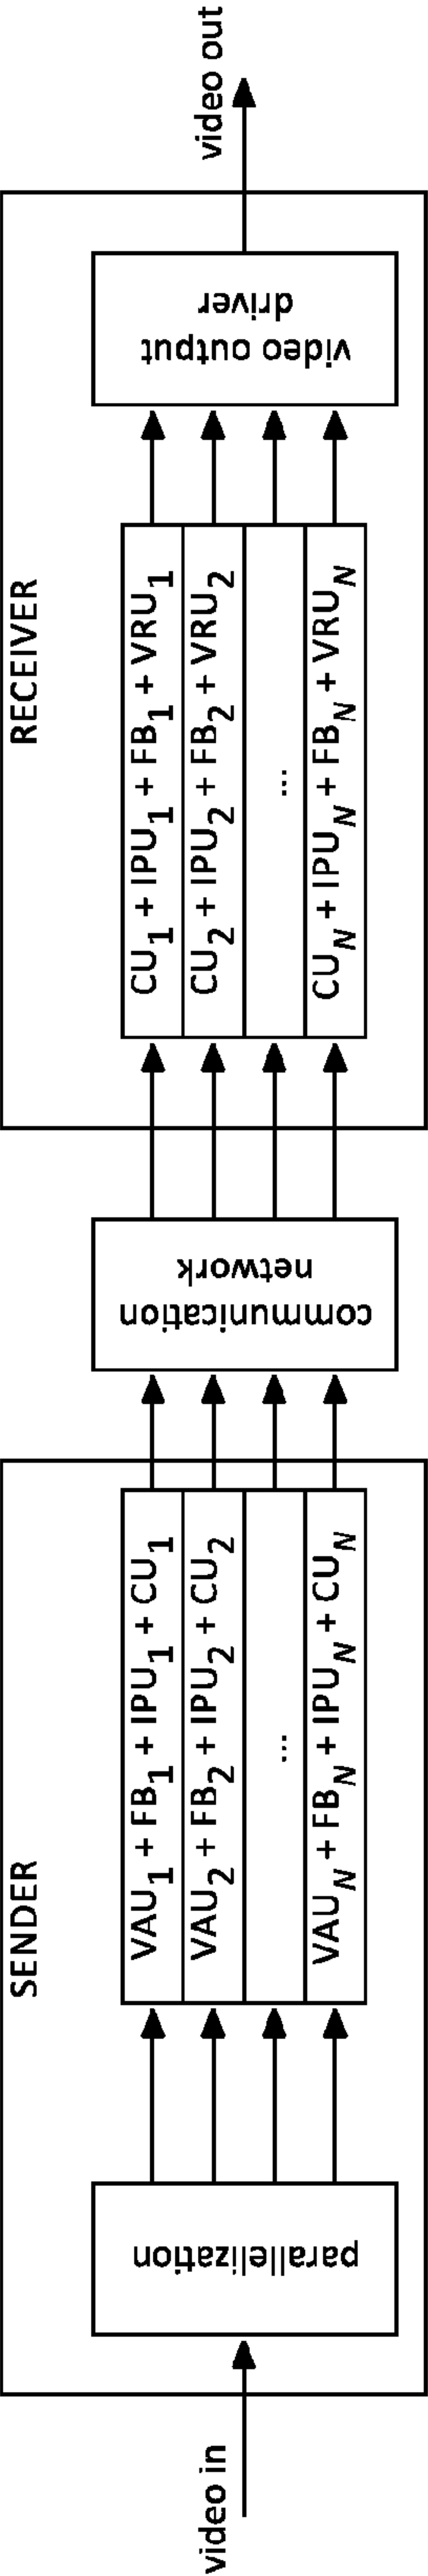 SENDER
video in
parallelization
VAU1 + FB1 + IPU1 + CU1
VAU2 + FB2 + IPU2 + CU2
...
VAUN + FBN + IPUN + CUN
communication
network
RECEIVER
CU1 + IPU1 + FB1 + VRU1
CU2 + IPU2 + FB2 + VRU2
...
CUN + IPUN + FBN + VRUN
video output
driver
video out